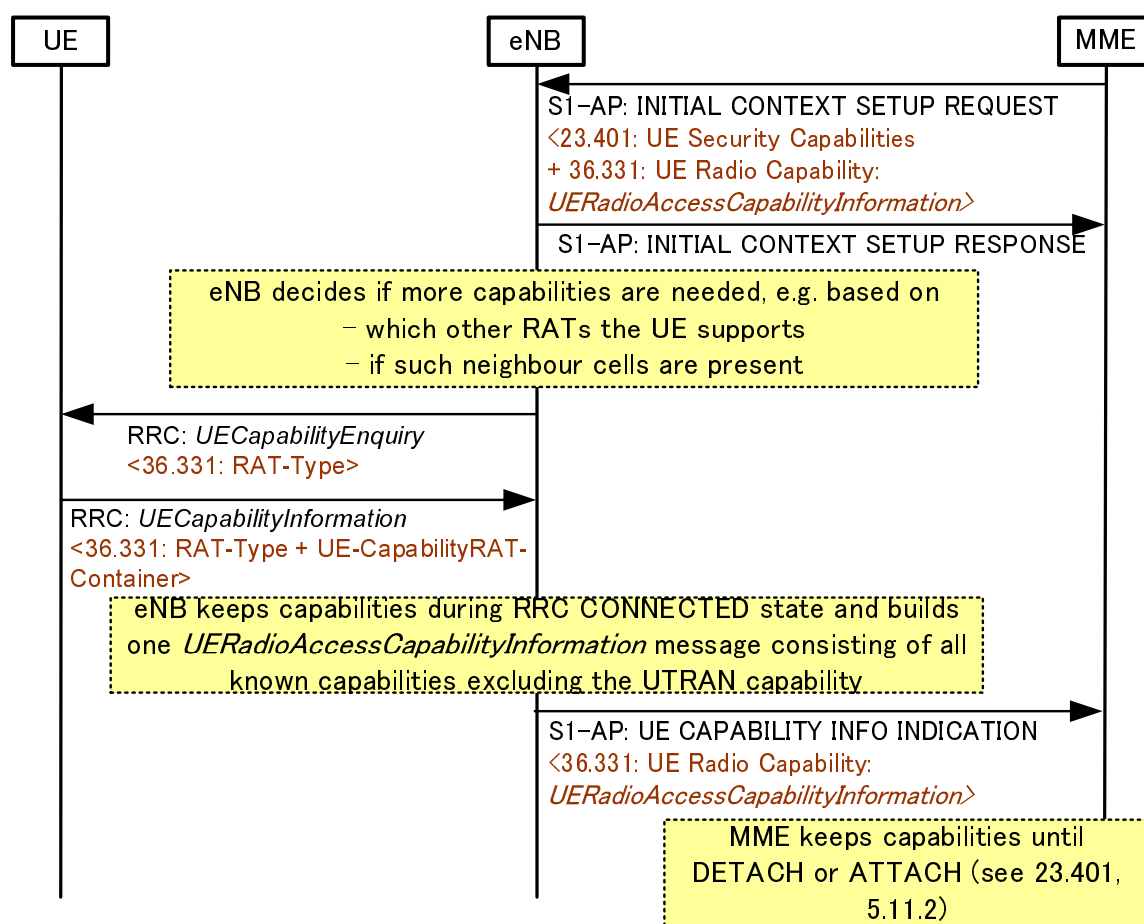 UE
eNB
MME
S1-AP: INITIAL CONTEXT SETUP REQUEST
<23.401: UE Security Capabilities
+ 36.331: UE Radio Capability:
UERadioAccessCapabilityInformation>
S1-AP: INITIAL CONTEXT SETUP RESPONSE
eNB decides if more capabilities are needed, e.g. based on
- which other RATs the UE supports
- if such neighbour cells are present
RRC: UECapabilityEnquiry
<36.331: RAT-Type>
RRC: UECapabilityInformation
<36.331: RAT-Type + UE-CapabilityRAT-
Container>
eNB keeps capabilities during RRC CONNECTED state and builds
one UERadioAccessCapabilityInformation message consisting of all
known capabilities excluding the UTRAN capability
S1-AP: UE CAPABILITY INFO INDICATION
<36.331: UE Radio Capability:
UERadioAccessCapabilityInformation>
MME keeps capabilities until
DETACH or ATTACH (see 23.401,
5.11.2)